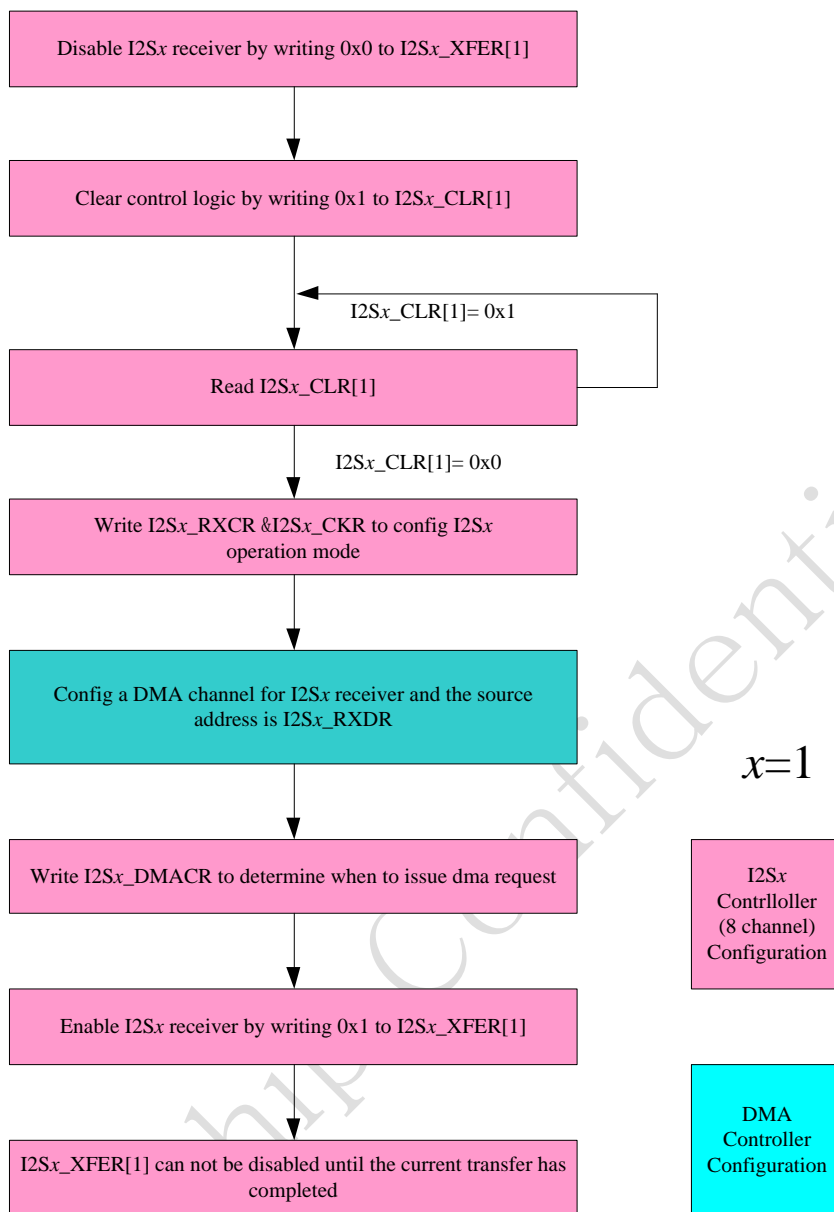 Disable I2Sx receiver by writing 0x0 to I2Sx_XFER[1]
Clear control logic by writing 0x1 to I2Sx_CLR[1]
I2Sx_CLR[1]= 0x1
Read I2Sx_CLR[1]
I2Sx_CLR[1]= 0x0
Write I2Sx_RXCR &I2Sx_CKR to config I2Sx
operation mode
Config a DMA channel for I2Sx receiver and the source
address is I2Sx_RXDR
x=1
Write I2Sx_DMACR to determine when to issue dma request
I2Sx
Contrlloller
(8 channel)
Configuration
Enable I2Sx receiver by writing 0x1 to I2Sx_XFER[1]
DMA
Controller
Configuration
I2Sx_XFER[1] can not be disabled until the current transfer has
completed
hip Confidenti